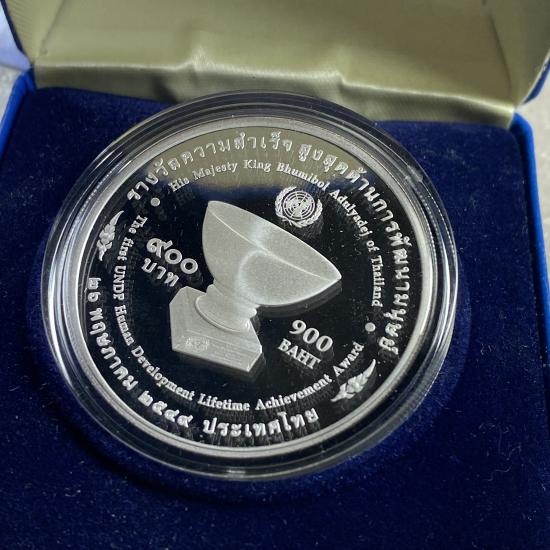 รางวัลความสำเร็จสูงสุดด้านการพัฒนามนุษย์
His Majesty King Bhumibol Adulyadej of Thailand
๙๐๐
บาท
900
BAHT
The first UNDP Human Development Lifetime Achievement Award
๒๖ พฤษภาคม ๒๕๔๙ ประเทศไทย